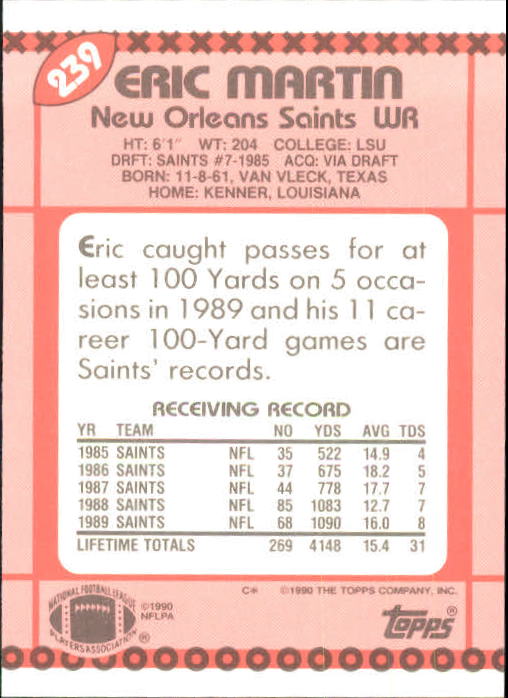 239
ERIC MARTIN
New Orleans Saints WR
HT: 6'1" WT: 204 COLLEGE: LSU
DRFT: SAINTS #7-1985 ACQ: VIA DRAFT
BORN: 11-8-61, VAN VLECK, TEXAS
HOME: KENNER, LOUISIANA
Eric caught passes for at
least 100 Yards on 5 occa-
sions in 1989 and his 11 ca-
reer 100-Yard games are
Saints' records.
RECEIVING RECORD
YR TEAM NO YDS AVG TDS
1985 SAINTS NFL 35 522 14.9 4
1986 SAINTS NFL 37 675 18.2 5
1987 SAINTS NFL 44 778 17.7 7
1988 SAINTS NFL 85 1083 12.7 7
1989 SAINTS NFL 68 1090 16.0 8
LIFETIME TOTALS 269 4148 15.4 31
C* ©1990 THE TOPPS COMPANY, INC.
NATIONAL FOOTBALL LEAGUE
PLAYERS ASSOCIATION
®
©1990
NFLPA
Topps®